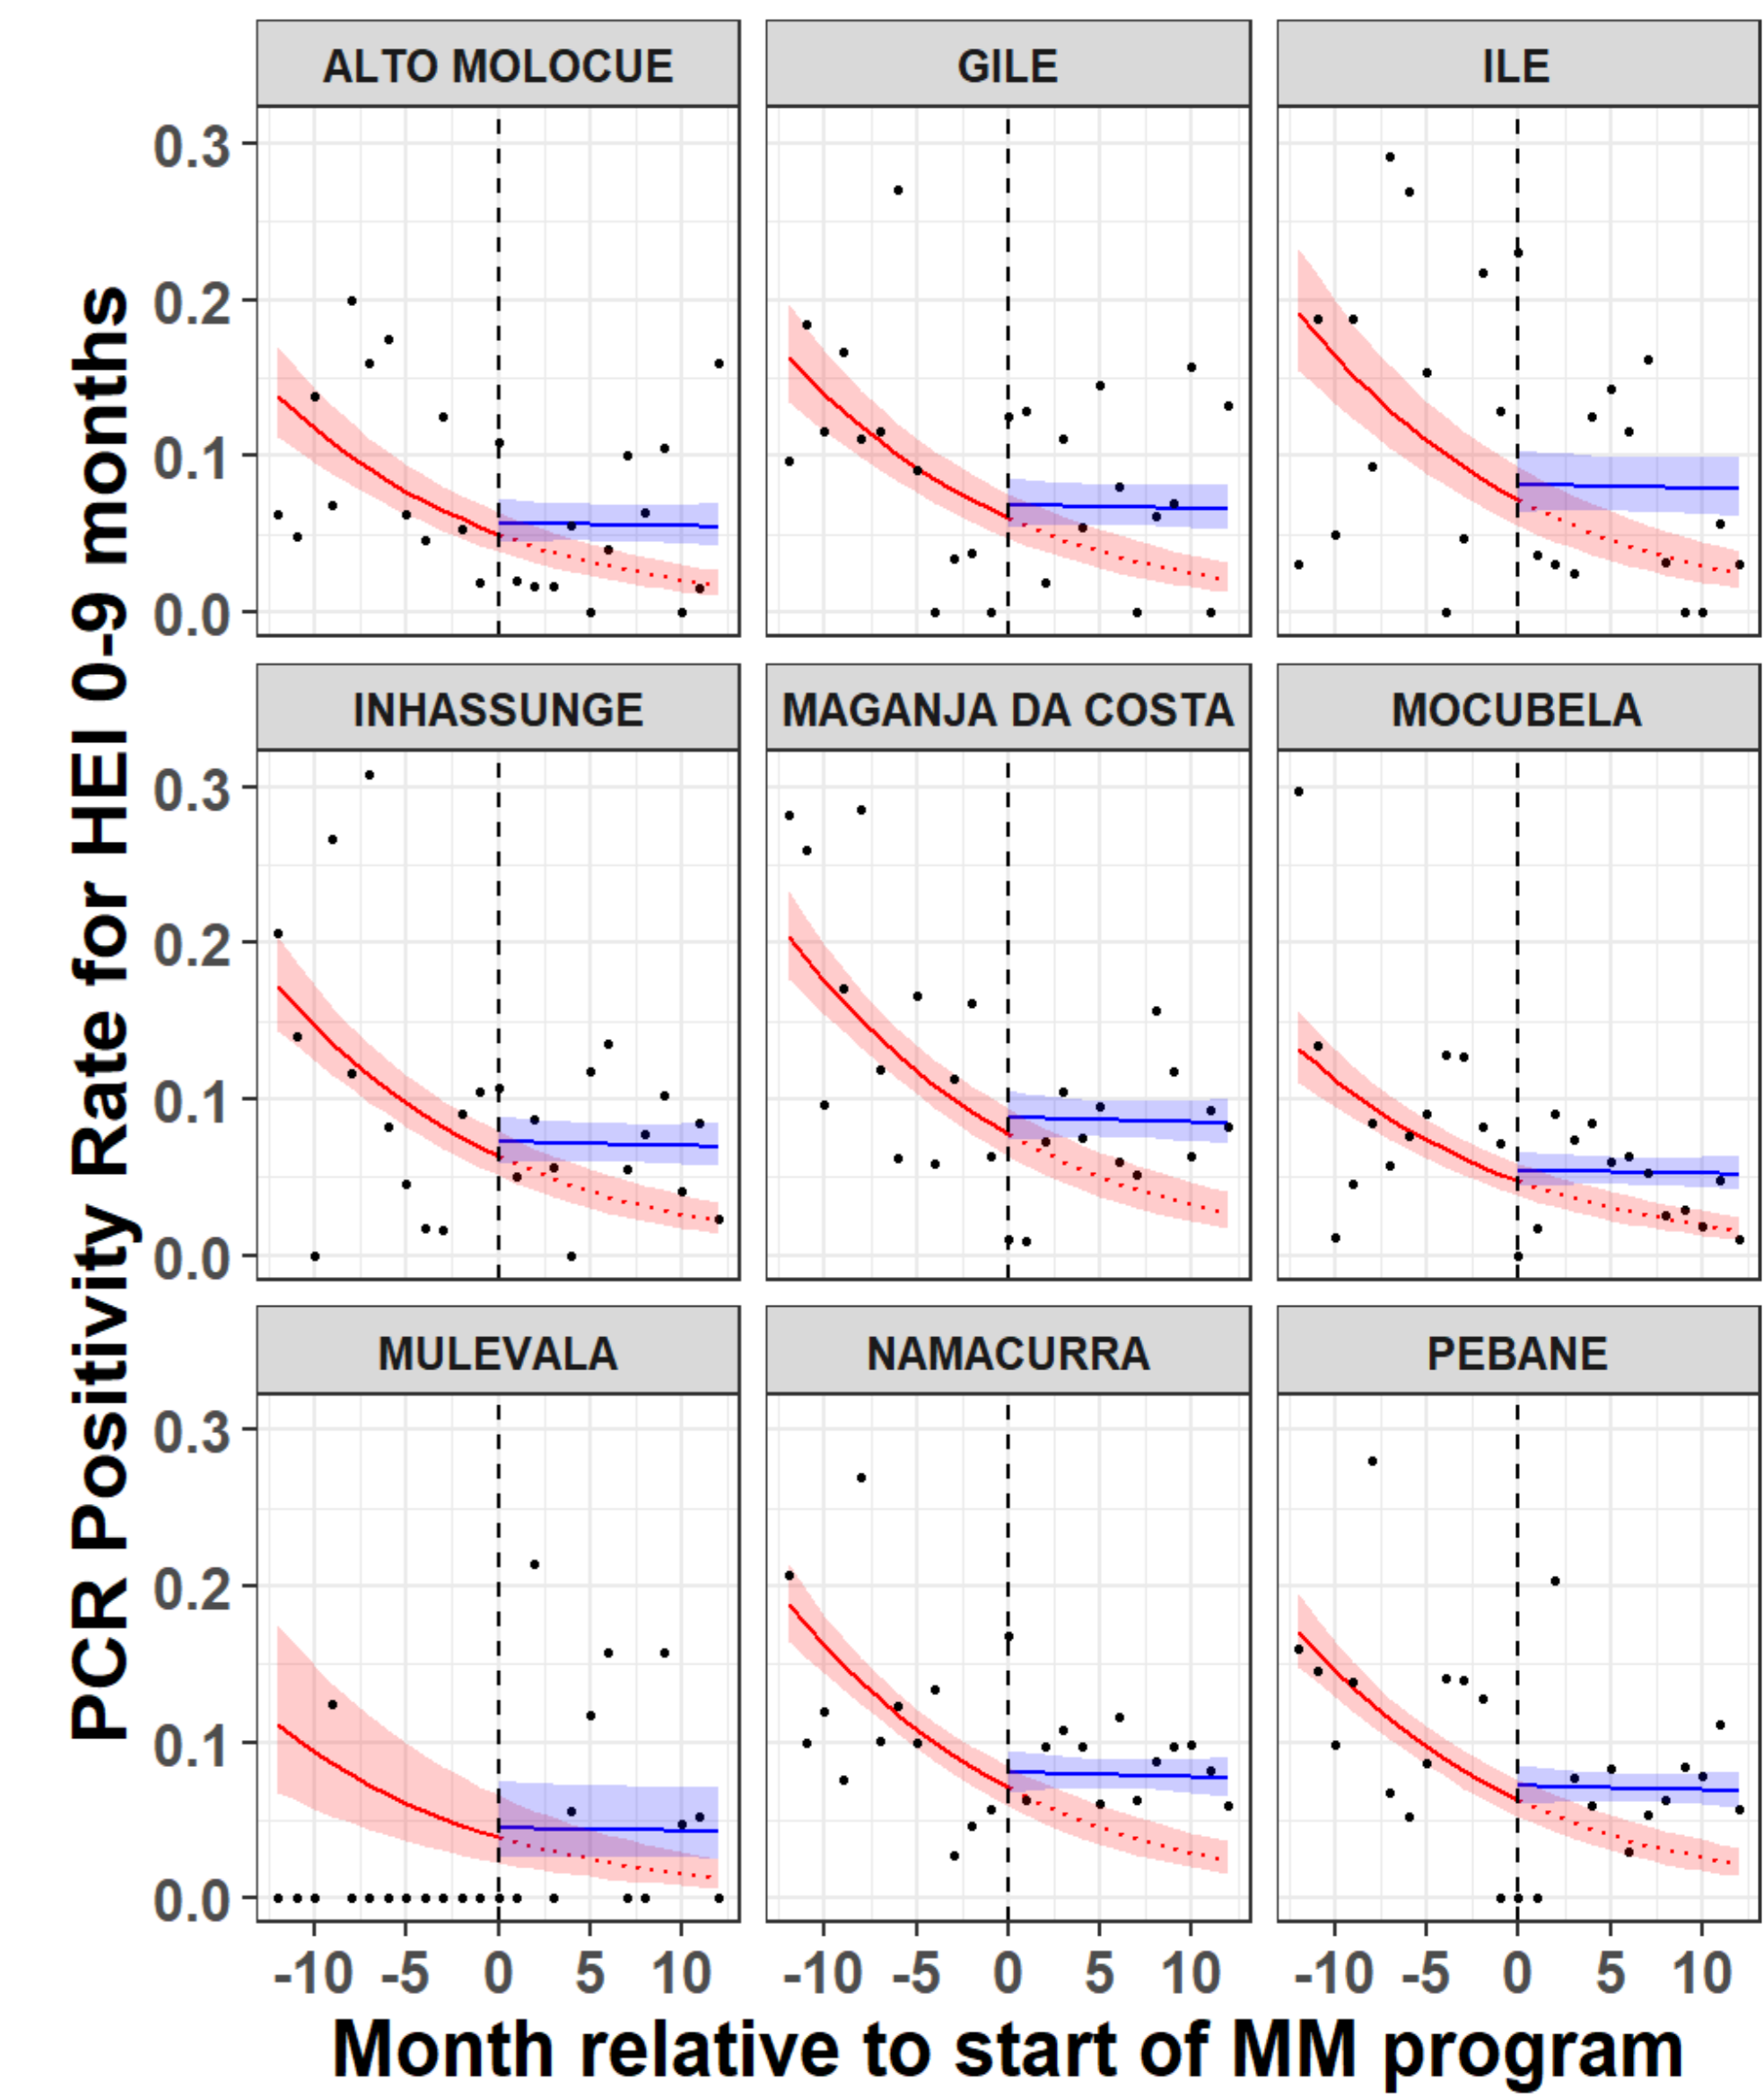 ALTO MOLOCUE GILE ILE
0.3
0.2
0.1
0.0
INHASSUNGE MAGANJA DA COSTA MOCUBELA
0.3
0.2
0.1
0.0
MULEVALA NAMACURRA PEBANE
0.3
0.2
0.1
0.0
-10 -5 0 5 10 -10 -5 0 5 10 -10 -5 0 5 10
Month relative to start of MM program
PCR Positivity Rate for HEI 0-9 months